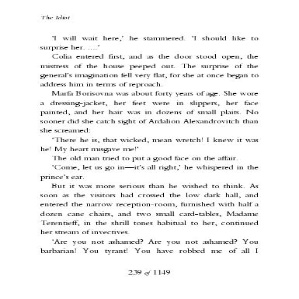 The Idiot
'I will wait here,' he stammered. 'I should like to
surprise her. ....'
Colia entered first, and as the door stood open, the
mistress of the house peeped out. The surprise of the
general's imagination fell very flat, for she at once began to
address him in terms of reproach.
Marfa Borisovna was about forty years of age. She wore
a dressing-jacket, her feet were in slippers, her face
painted, and her hair was in dozens of small plaits. No
sooner did she catch sight of Ardalion Alexandrovitch than
she screamed:
'There he is, that wicked, mean wretch! I knew it was
he! My heart misgave me!'
The old man tried to put a good face on the affair.
'Come, let us go in—it's all right,' he whispered in the
prince's ear.
But it was more serious than he wished to think. As
soon as the visitors had crossed the low dark hall, and
entered the narrow reception-room, furnished with half a
dozen cane chairs, and two small card-tables, Madame
Terentieff, in the shrill tones habitual to her, continued
her stream of invectives.
'Are you not ashamed? Are you not ashamed? You
barbarian! You tyrant! You have robbed me of all I
239 of 1149